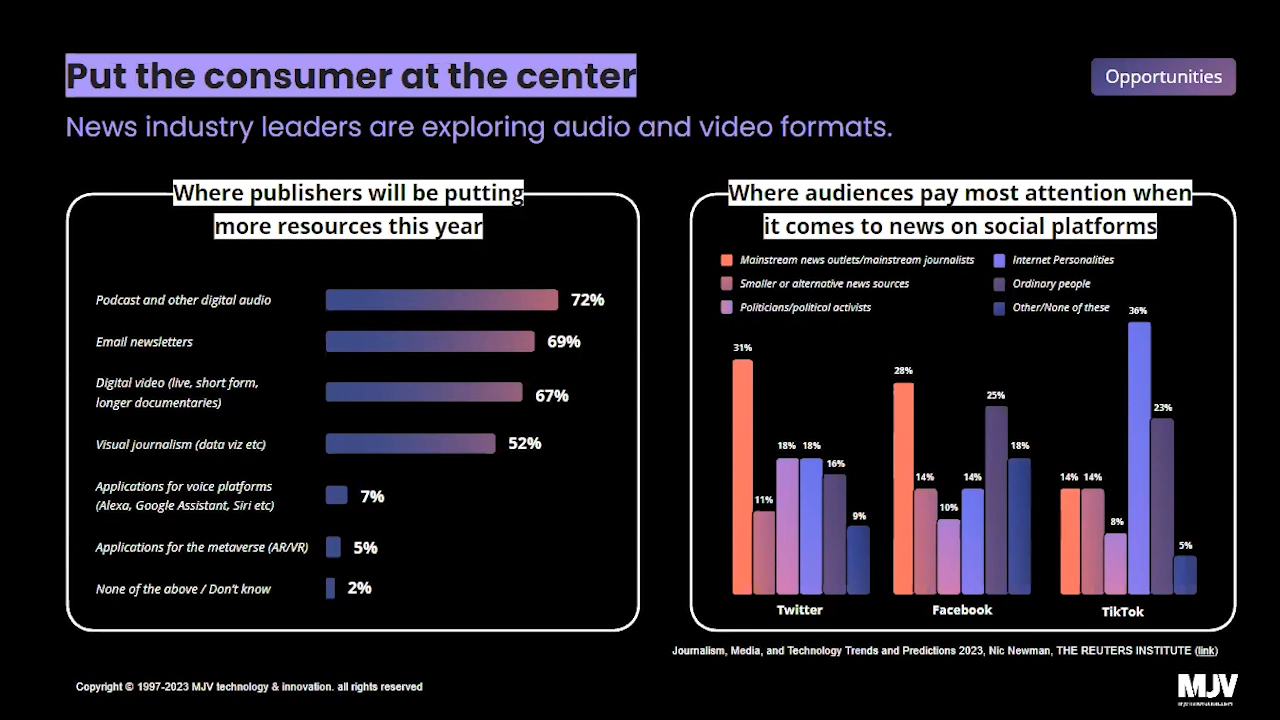 Put the consumer at the center
Opportunities
News industry leaders are exploring audio and video formats.
Where publishers will be putting
more resources this year
Podcast and other digital audio
72%
Email newsletters
69%
Digital video (live, short form,
longer documentaries)
67%
Visual journalism (data viz etc)
52%
Applications for voice platforms
(Alexa, Google Assistant, Siri etc)
7%
Applications for the metaverse (AR/VR)
5%
None of the above / Don't know
2%
Where audiences pay most attention when
it comes to news on social platforms
Mainstream news outlets/mainstream journalists
Smaller or alternative news sources
Politicians/political activists
Internet Personalities
Ordinary people
Other/None of these
31%
11%
18%
18%
16%
9%
Twitter
28%
14%
10%
14%
25%
18%
Facebook
14%
14%
8%
36%
23%
5%
TikTok
Journalism, Media, and Technology Trends and Predictions 2023, Nic Newman, THE REUTERS INSTITUTE (link)
Copyright © 1997-2023 MJV technology & innovation. all rights reserved
MJV